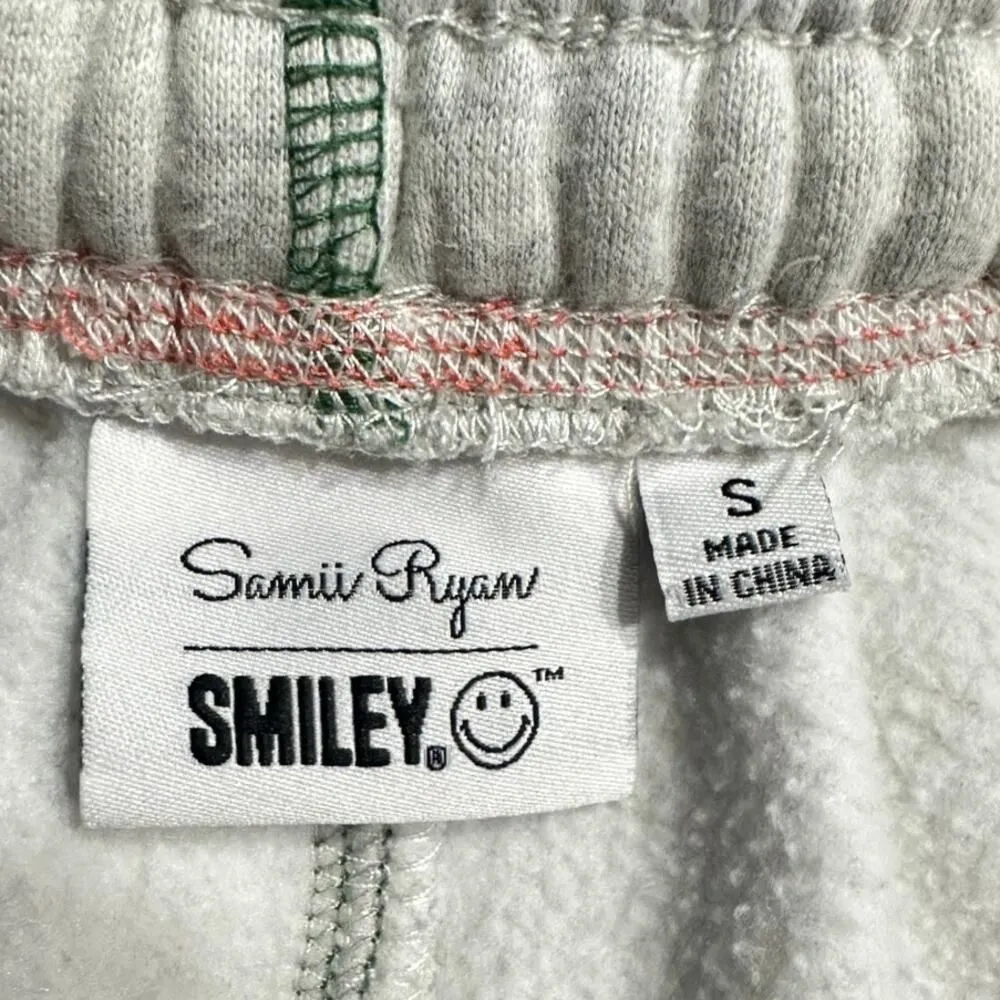 Samii Ryan
SMILEY® ™
S
MADE
IN CHINA